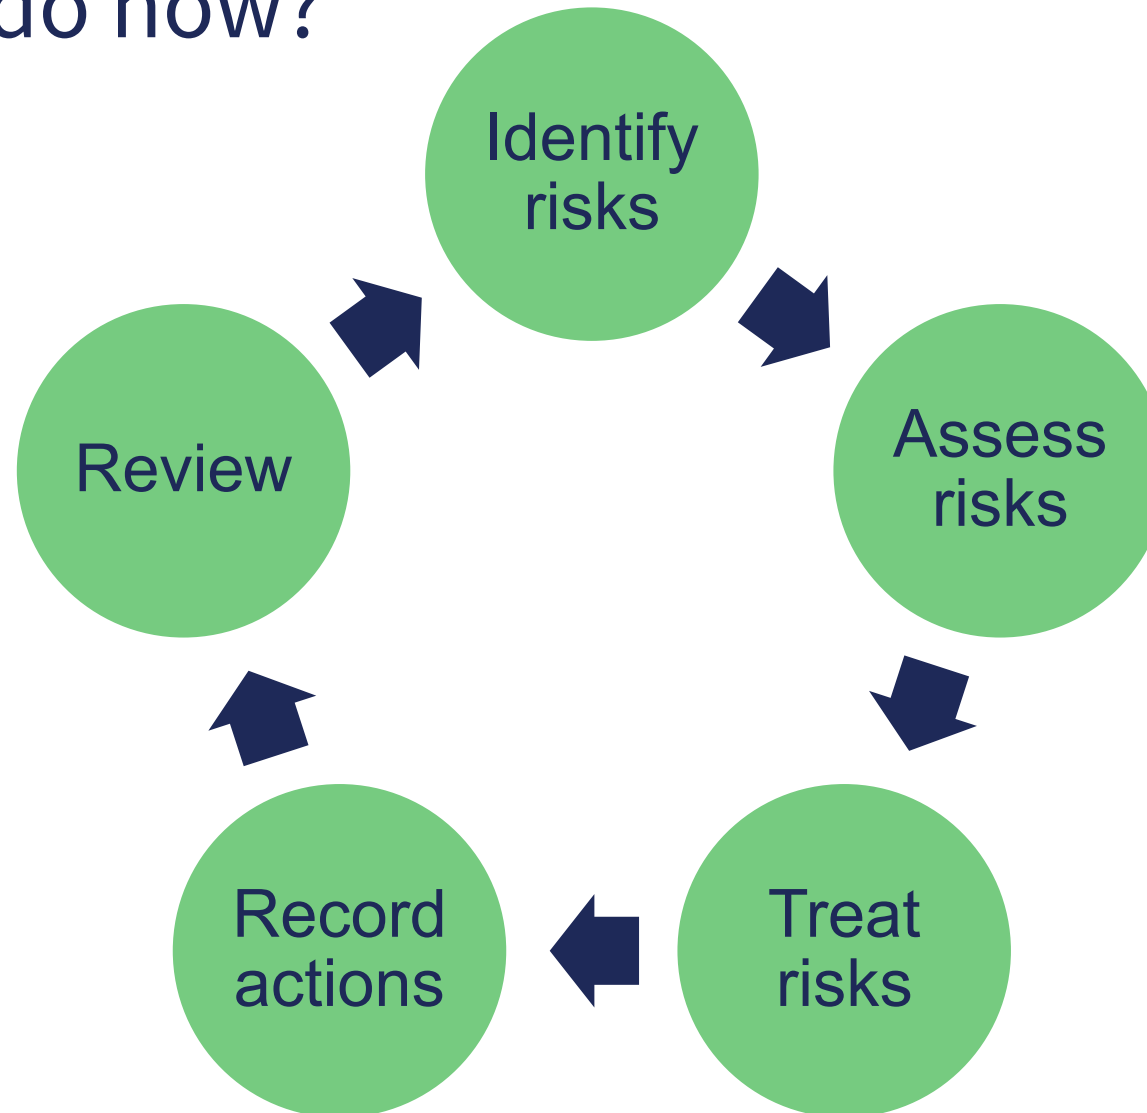 do now?
Identify
risks
Assess
risks
Treat
risks
Record
actions
Review